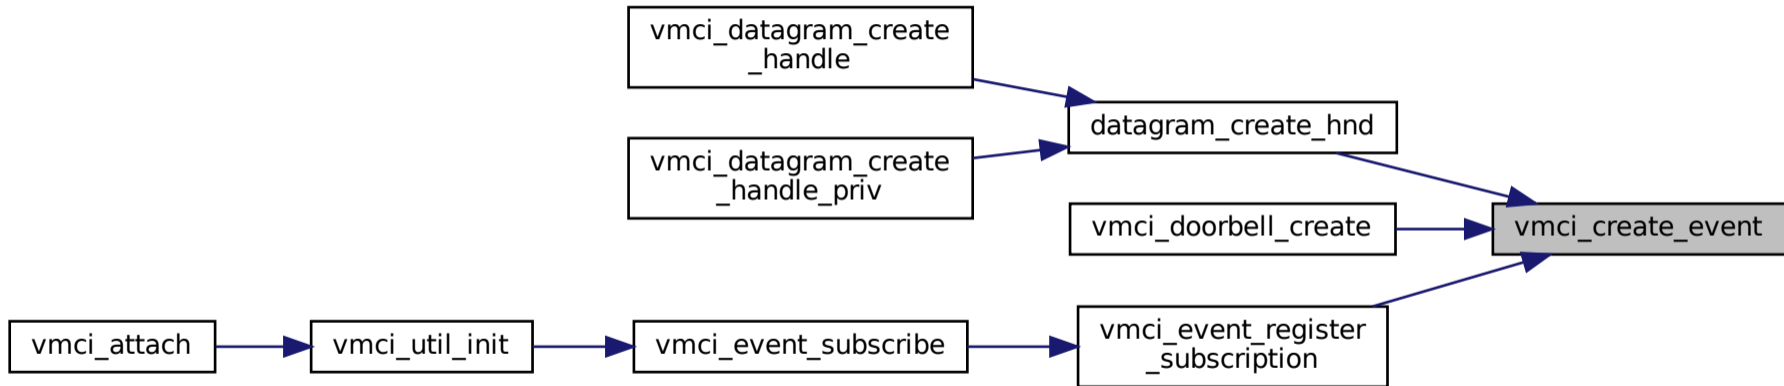 vmci_datagram_create
_handle
datagram_create_hnd
vmci_datagram_create
_handle_priv
vmci_doorbell_create
vmci_create_event
vmci_attach
vmci_util_init
vmci_event_subscribe
vmci_event_register
_subscription